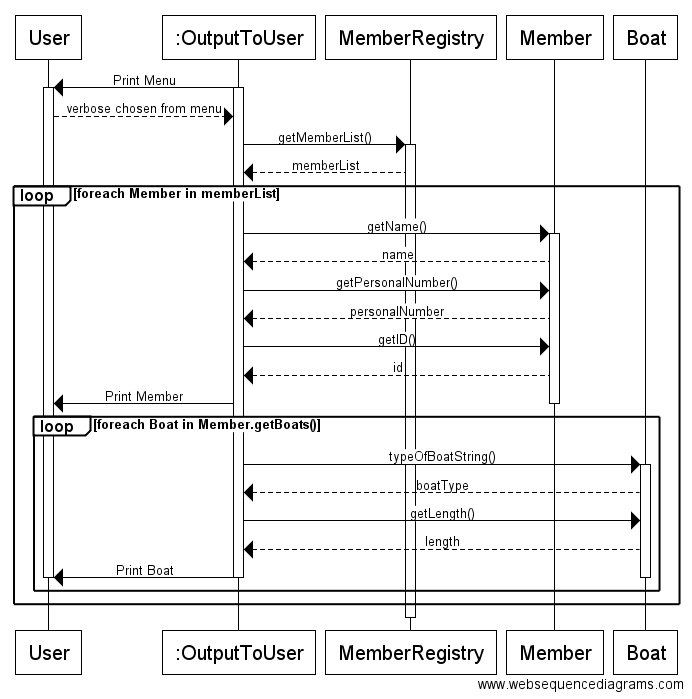 User :OutputToUser MemberRegistry Member Boat
Print Menu
verbose chosen from menu
getMemberList()
memberList
loop [foreach Member in memberList]
getName()
name
getPersonalNumber()
personalNumber
getID()
id
Print Member
loop [foreach Boat in Member.getBoats()]
typeOfBoatString()
boatType
getLength()
length
Print Boat
User :OutputToUser MemberRegistry Member Boat
www.websequencediagrams.com